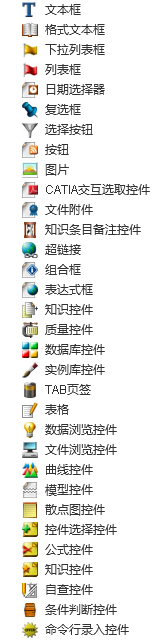 文本框
格式文本框
下拉列表框
列表框
日期选择器
复选框
选择按钮
按钮
图片
CATIA交互选取控件
文件附件
知识条目备注控件
超链接
组合框
表达式框
知识控件
质量控件
数据库控件
实例库控件
TAB页签
表格
数据浏览控件
文件浏览控件
曲线控件
模型控件
散点图控件
控件选择控件
公式控件
知识控件
自查控件
条件判断控件
命令行录入控件